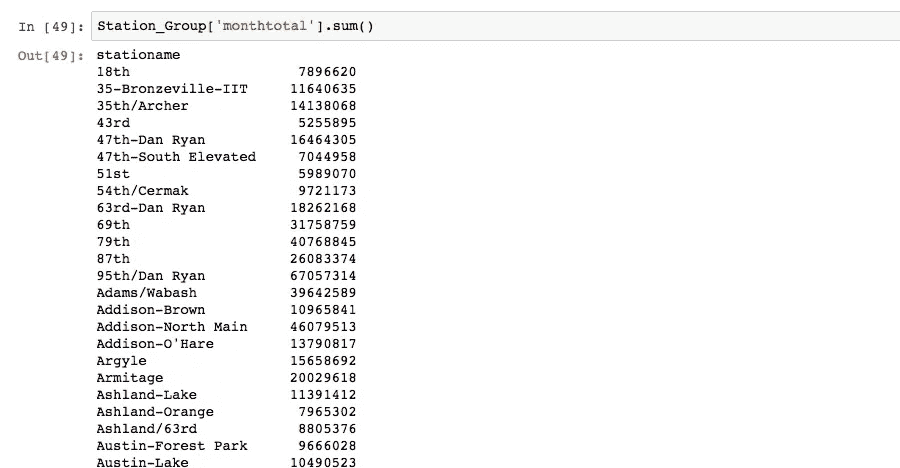 In [49]: Station_Group['monthtotal'].sum()
Out[49]: stationame
18th 7896620
35-Bronzeville-IIT 11640635
35th/Archer 14138068
43rd 5255895
47th-Dan Ryan 16464305
47th-South Elevated 7044958
51st 5989070
54th/Cermak 9721173
63rd-Dan Ryan 18262168
69th 31758759
79th 40768845
87th 26083374
95th/Dan Ryan 67057314
Adams/Wabash 39642589
Addison-Brown 10965841
Addison-North Main 46079513
Addison-O'Hare 13790817
Argyle 15658692
Armitage 20029618
Ashland-Lake 11391412
Ashland-Orange 7965302
Ashland/63rd 8805376
Austin-Forest Park 9666028
Austin-Lake 10490523